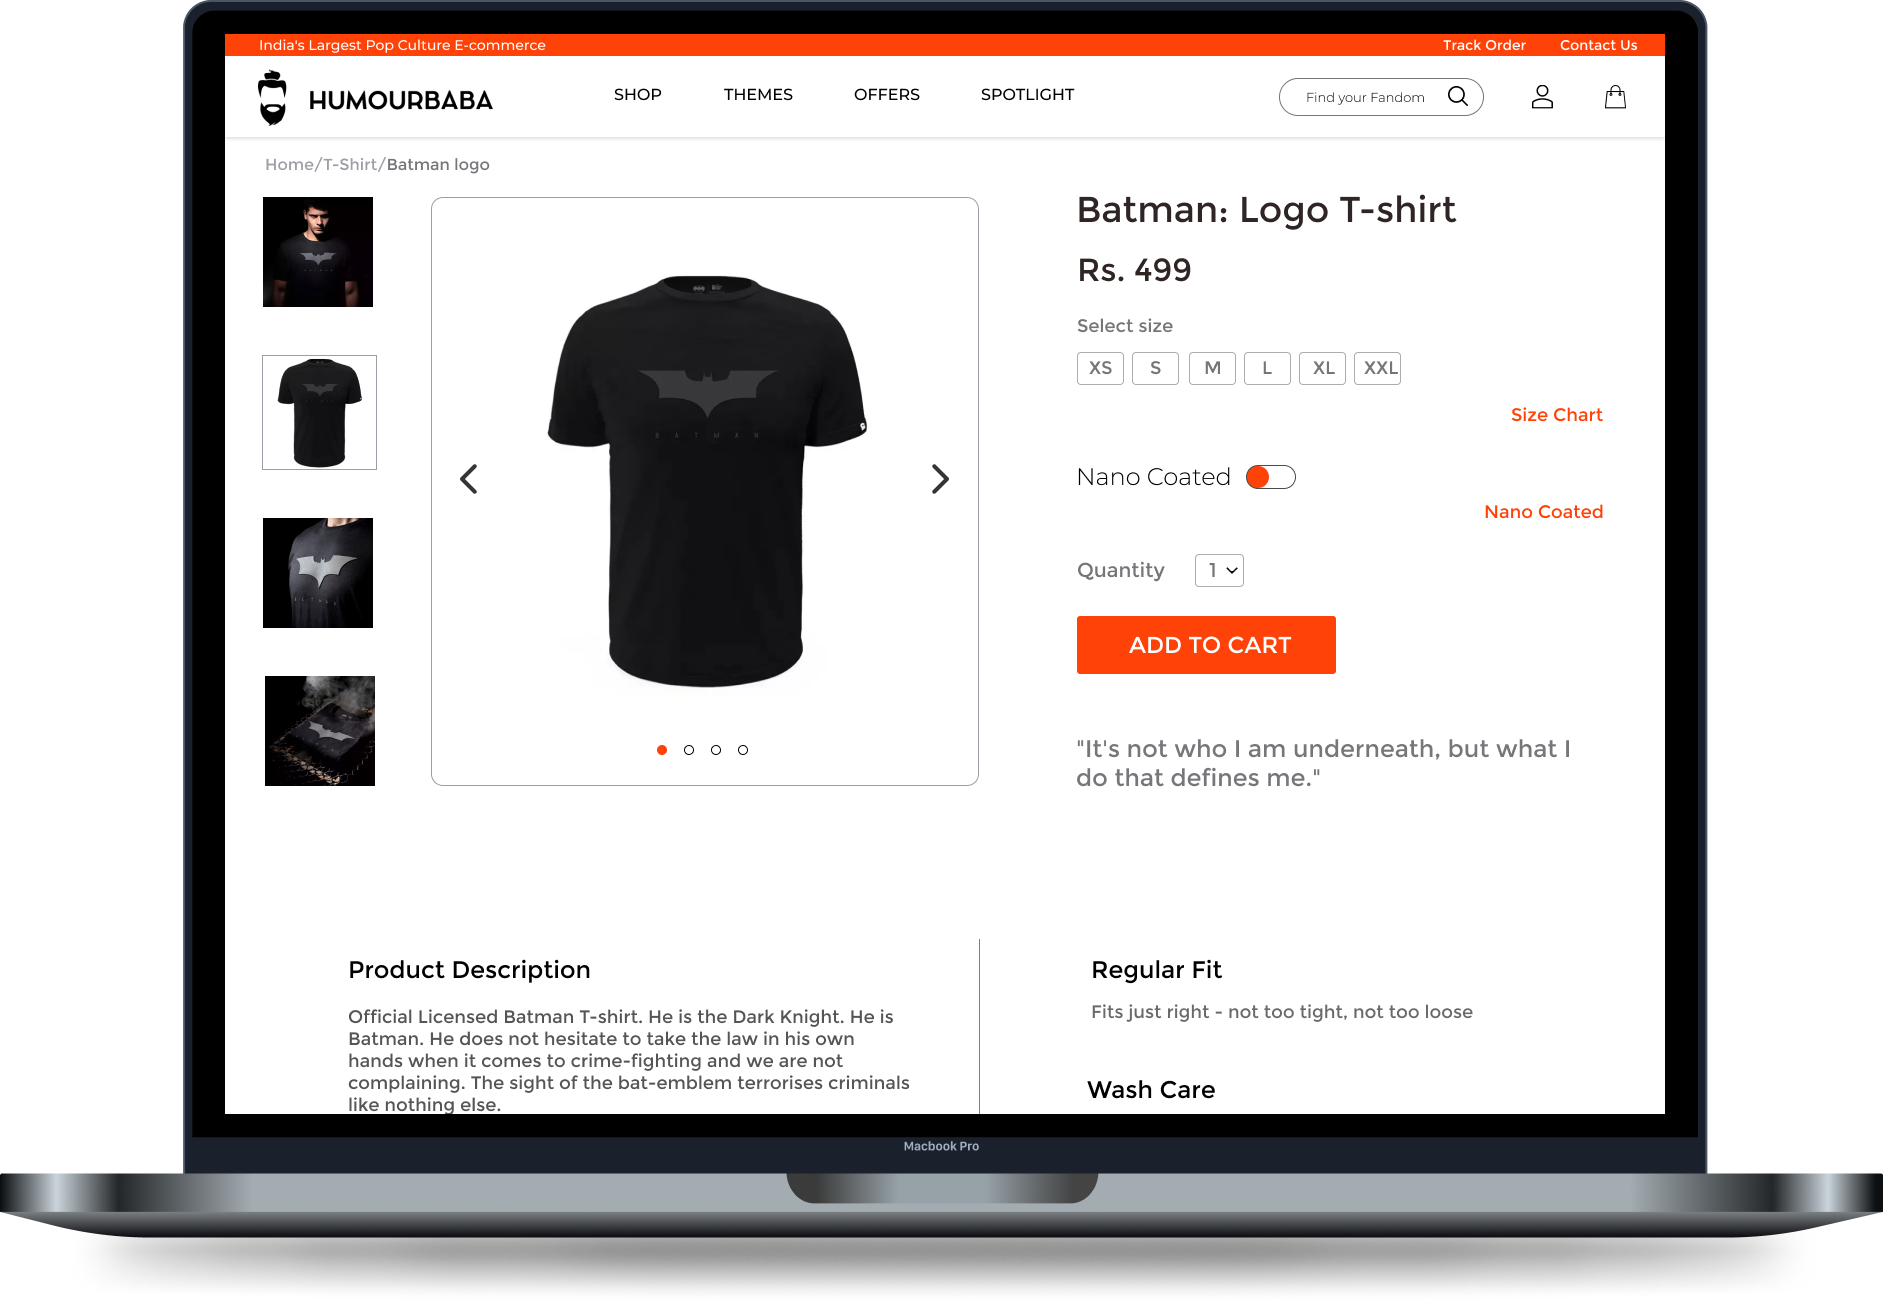 India's Largest Pop Culture E-commerce
Track Order
Contact Us
HUMOURBABA
SHOP
THEMES
OFFERS
SPOTLIGHT
Find your Fandom
Home/T-Shirt/Batman logo
Batman: Logo T-shirt
Rs. 499
Select size
XS
S
M
L
XL
XXL
Size Chart
Nano Coated
Nano Coated
Quantity
1
ADD TO CART
BATMAN
"It's not who I am underneath, but what I
do that defines me."
Product Description
Official Licensed Batman T-shirt. He is the Dark Knight. He is
Batman. He does not hesitate to take the law in his own
hands when it comes to crime-fighting and we are not
complaining. The sight of the bat-emblem terrorises criminals
like nothing else.
Regular Fit
Fits just right - not too tight, not too loose
Wash Care
Macbook Pro